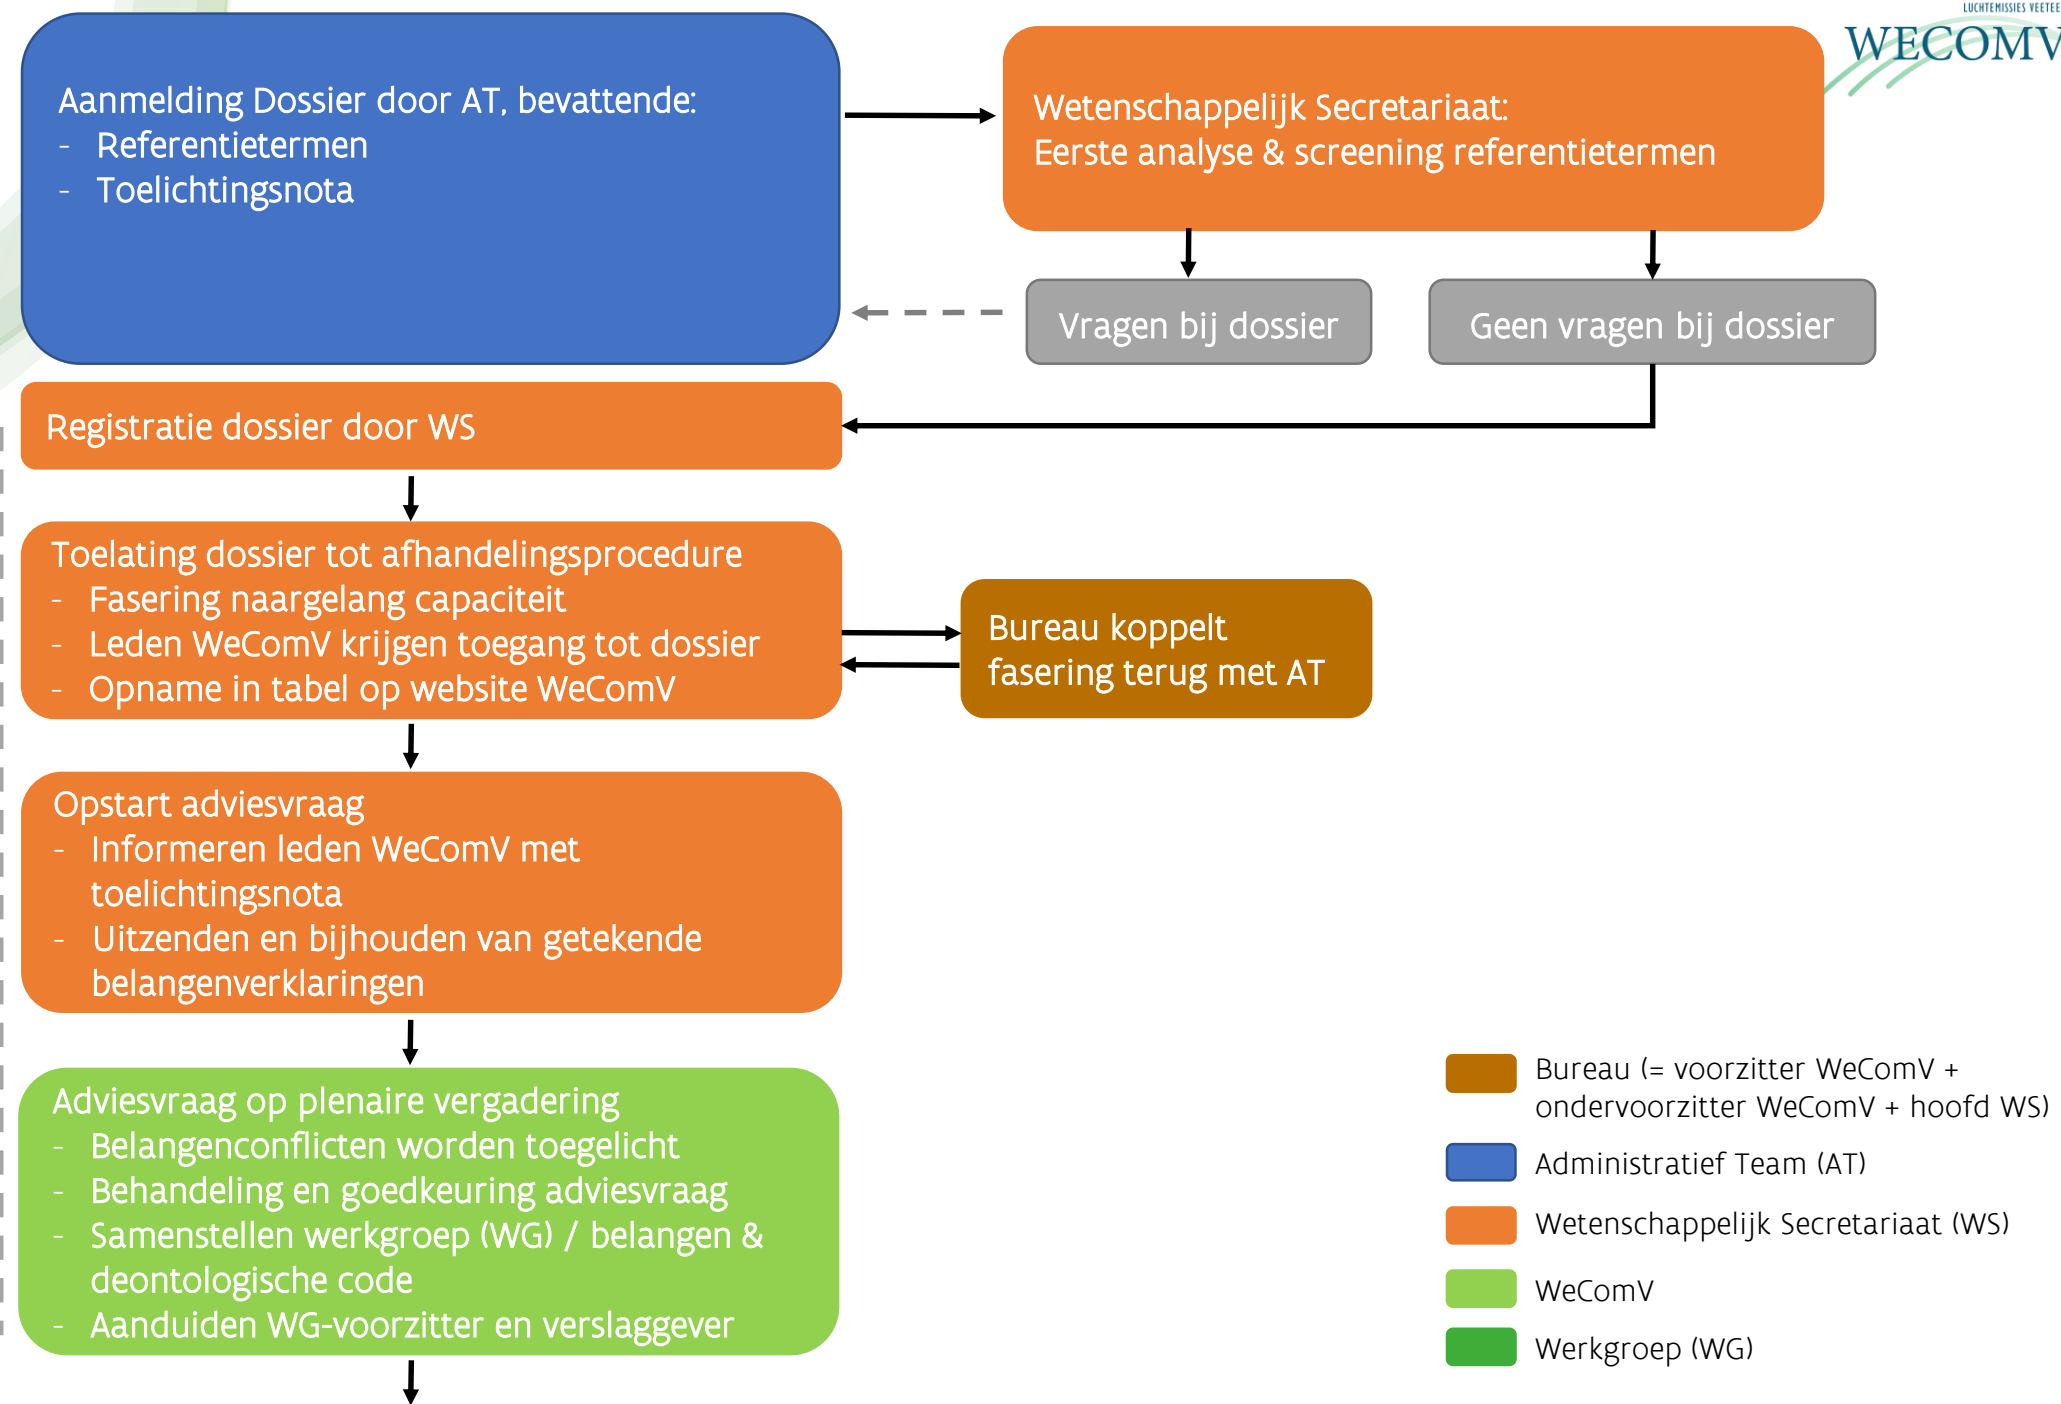 LUCHTEMISSIES VEETEE
WECOMV
Aanmelding Dossier door AT, bevattende:
- Referentietermen
- Toelichtingsnota
Wetenschappelijk Secretariaat:
Eerste analyse & screening referentietermen
Vragen bij dossier
Geen vragen bij dossier
Registratie dossier door WS
Toelating dossier tot afhandelingsprocedure
- Fasering naargelang capaciteit
- Leden WeComV krijgen toegang tot dossier
- Opname in tabel op website WeComV
Bureau koppelt
fasering terug met AT
Opstart adviesvraag
- Informeren leden WeComV met
toelichtingsnota
- Uitzenden en bijhouden van getekende
belangenverklaringen
Adviesvraag op plenaire vergadering
- Belangenconflicten worden toegelicht
- Behandeling en goedkeuring adviesvraag
- Samenstellen werkgroep (WG) / belangen &
deontologische code
- Aanduiden WG-voorzitter en verslaggever
Bureau (= voorzitter WeComV +
ondervoorzitter WeComV + hoofd WS)
Administratief Team (AT)
Wetenschappelijk Secretariaat (WS)
WeComV
Werkgroep (WG)